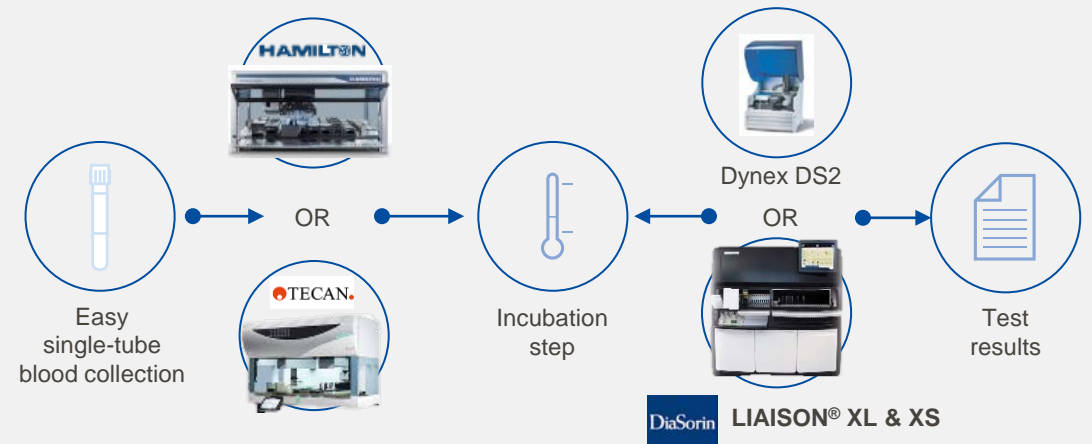 HAMILTON
Dynex DS2
OR
OR
TECAN.
Easy
single-tube
blood collection
Incubation
step
Test
results
DiaSorin
LIAISON® XL & XS